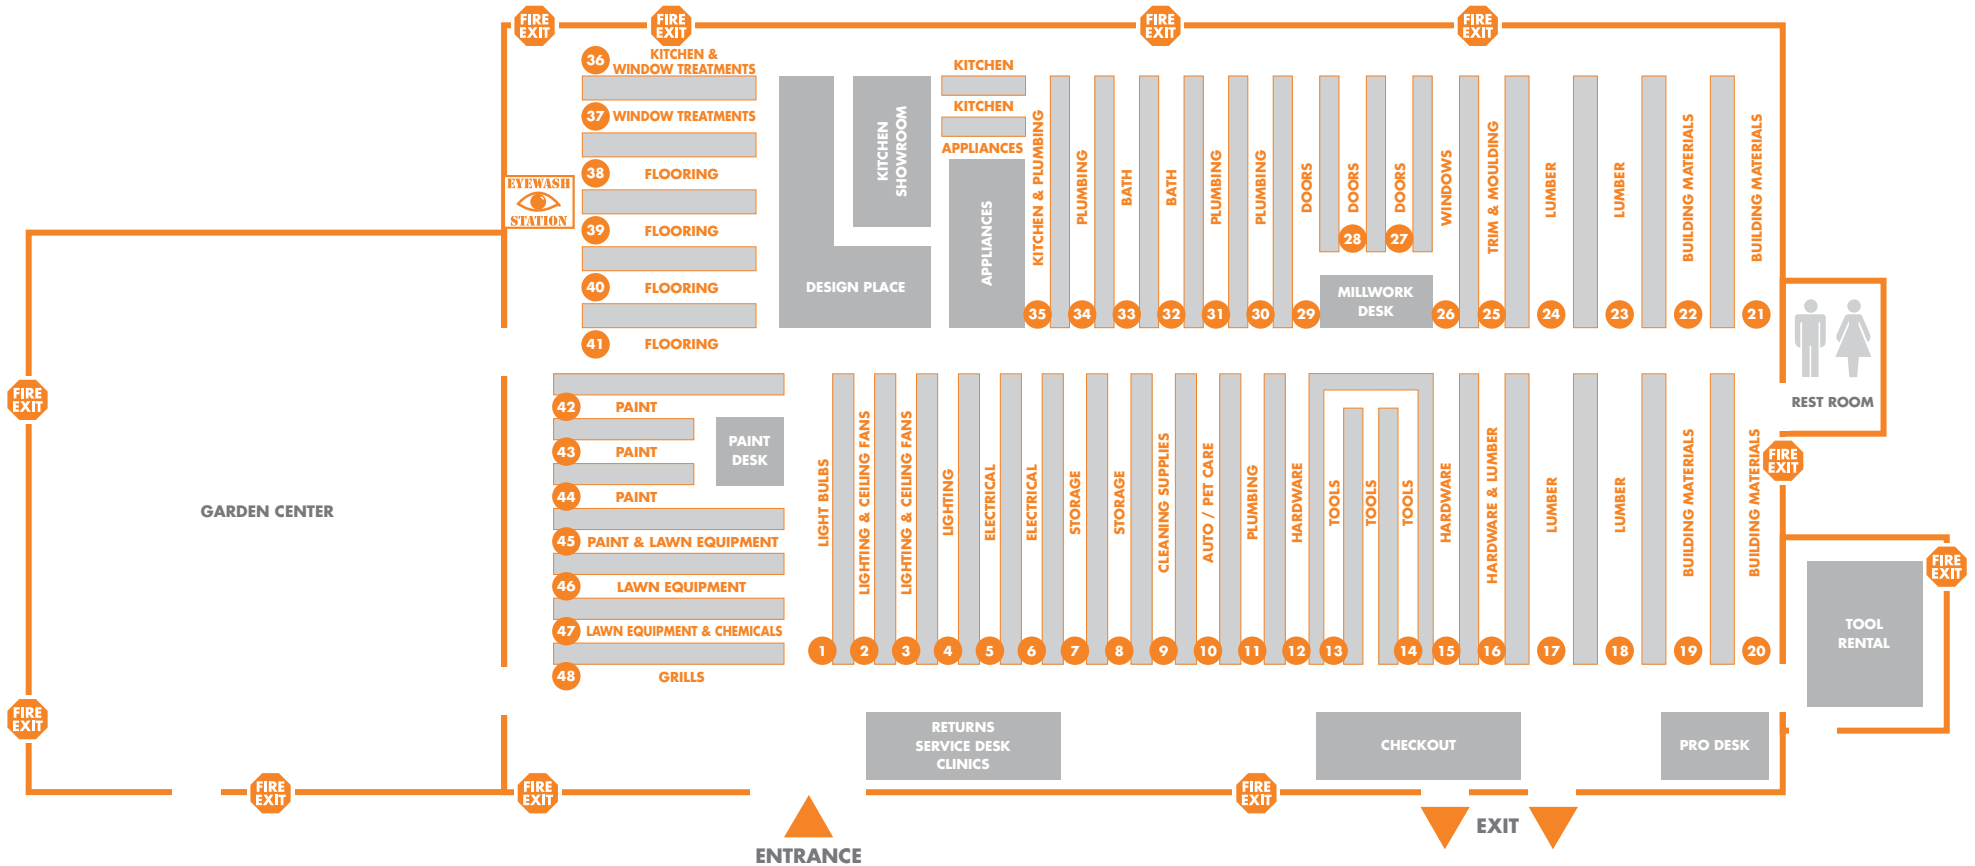 FIRE
EXIT
FIRE
EXIT
FIRE
EXIT
FIRE
EXIT
36 KITCHEN &
WINDOW TREATMENTS
37 WINDOW TREATMENTS
38 FLOORING
39 FLOORING
40 FLOORING
41 FLOORING
EYEWASH
STATION
KITCHEN
SHOWROOM
DESIGN PLACE
KITCHEN
KITCHEN
APPLIANCES
APPLIANCES
KITCHEN & PLUMBING 35
PLUMBING 34
BATH 33
BATH 32
PLUMBING 31
PLUMBING 30
DOORS 29
DOORS 28
DOORS 27
MILLWORK
DESK
WINDOWS 26
TRIM & MOULDING 25
LUMBER 24
LUMBER 23
BUILDING MATERIALS 22
BUILDING MATERIALS 21
REST ROOM
FIRE
EXIT
FIRE
EXIT
GARDEN CENTER
FIRE
EXIT
FIRE
EXIT
42 PAINT
43 PAINT
44 PAINT
45 PAINT & LAWN EQUIPMENT
46 LAWN EQUIPMENT
47 LAWN EQUIPMENT & CHEMICALS
48 GRILLS
PAINT
DESK
LIGHT BULBS 1
LIGHTING & CEILING FANS 2
LIGHTING & CEILING FANS 3
LIGHTING 4
ELECTRICAL 5
ELECTRICAL 6
STORAGE 7
STORAGE 8
CLEANING SUPPLIES 9
AUTO / PET CARE 10
PLUMBING 11
HARDWARE 12
TOOLS 13
TOOLS
TOOLS 14
HARDWARE 15
HARDWARE & LUMBER 16
LUMBER 17
LUMBER 18
BUILDING MATERIALS 19
BUILDING MATERIALS 20
TOOL
RENTAL
RETURNS
SERVICE DESK
CLINICS
CHECKOUT
PRO DESK
FIRE
EXIT
FIRE
EXIT
FIRE
EXIT
ENTRANCE
EXIT